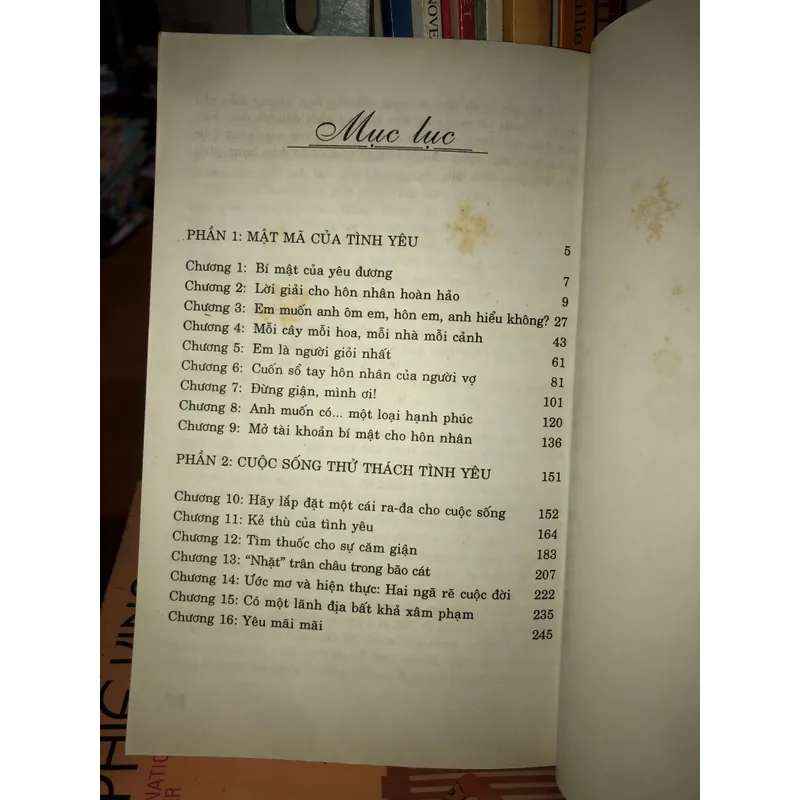 NOVE
Mục lục
PHẦN 1: MẬT MÃ CỦA TÌNH YÊU 5
Chương 1: Bí mật của yêu đương 7
Chương 2: Lời giải cho hôn nhân hoàn hảo 9
Chương 3: Em muốn anh ôm em, hôn em, anh hiểu không? 27
Chương 4: Mỗi cây mỗi hoa, mỗi nhà mỗi cảnh 43
Chương 5: Em là người giỏi nhất 61
Chương 6: Cuốn sổ tay hôn nhân của người vợ 81
Chương 7: Đừng giận, mình ơi! 101
Chương 8: Anh muốn có... một loại hạnh phúc 120
Chương 9: Mở tài khoản bí mật cho hôn nhân 136
PHẦN 2: CUỘC SỐNG THỬ THÁCH TÌNH YÊU 151
Chương 10: Hãy lắp đặt một cái ra-đa cho cuộc sống 152
Chương 11: Kẻ thù của tình yêu 164
Chương 12: Tìm thuốc cho sự căm giận 183
Chương 13: “Nhặt” trân châu trong bão cát 207
Chương 14: Ước mơ và hiện thực: Hai ngã rẽ cuộc đời 222
Chương 15: Có một lãnh địa bất khả xâm phạm 235
Chương 16: Yêu mãi mãi 245